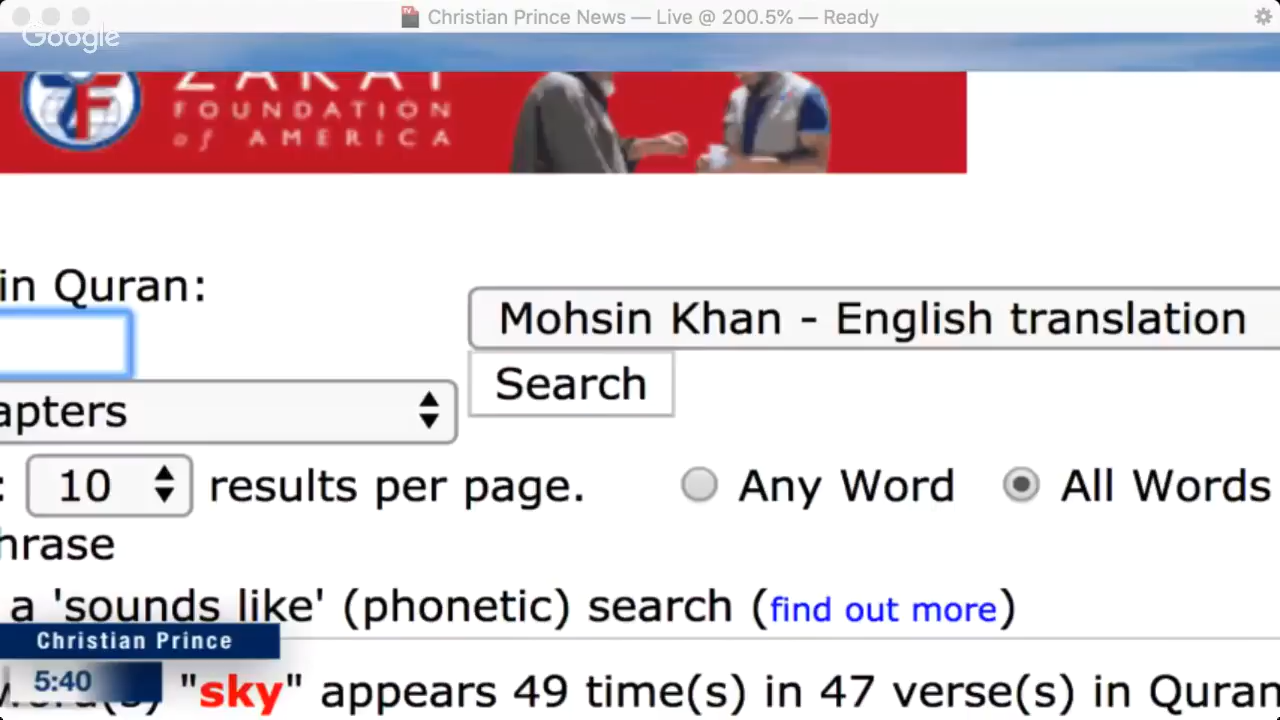 Christian Prince News — Live @ 200.5% — Ready
Google
ZAKAT
FOUNDATION
of AMERICA
in Quran:
Mohsin Khan - English translation
Search
apters
: 10 results per page. Any Word All Words
hrase
a 'sounds like' (phonetic) search (find out more)
Christian Prince
5:40
"sky" appears 49 time(s) in 47 verse(s) in Quran